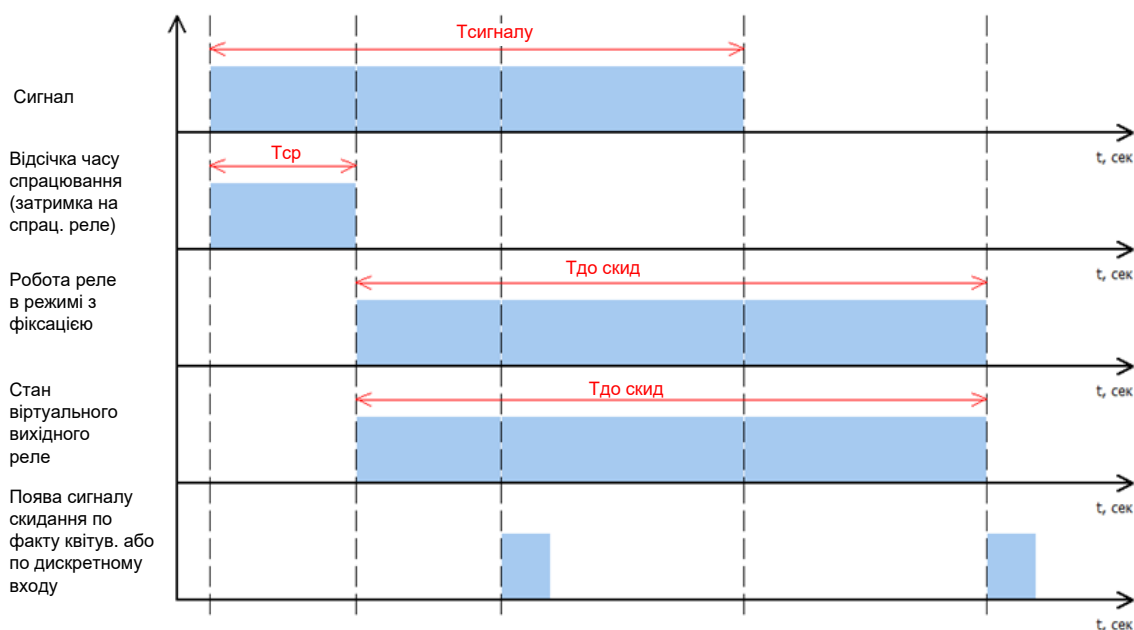 Тсигналу
Сигнал
t, сек
Відсічка часу
спрацювання
(затримка на
спрац. реле)
Тср
t, сек
Робота реле
в режимі з
фіксацією
Тдо скид
t, сек
Стан
віртуального
вихідного
реле
Тдо скид
t, сек
Поява сигналу
скидання по
факту квітув. або
по дискретному
входу
t, сек